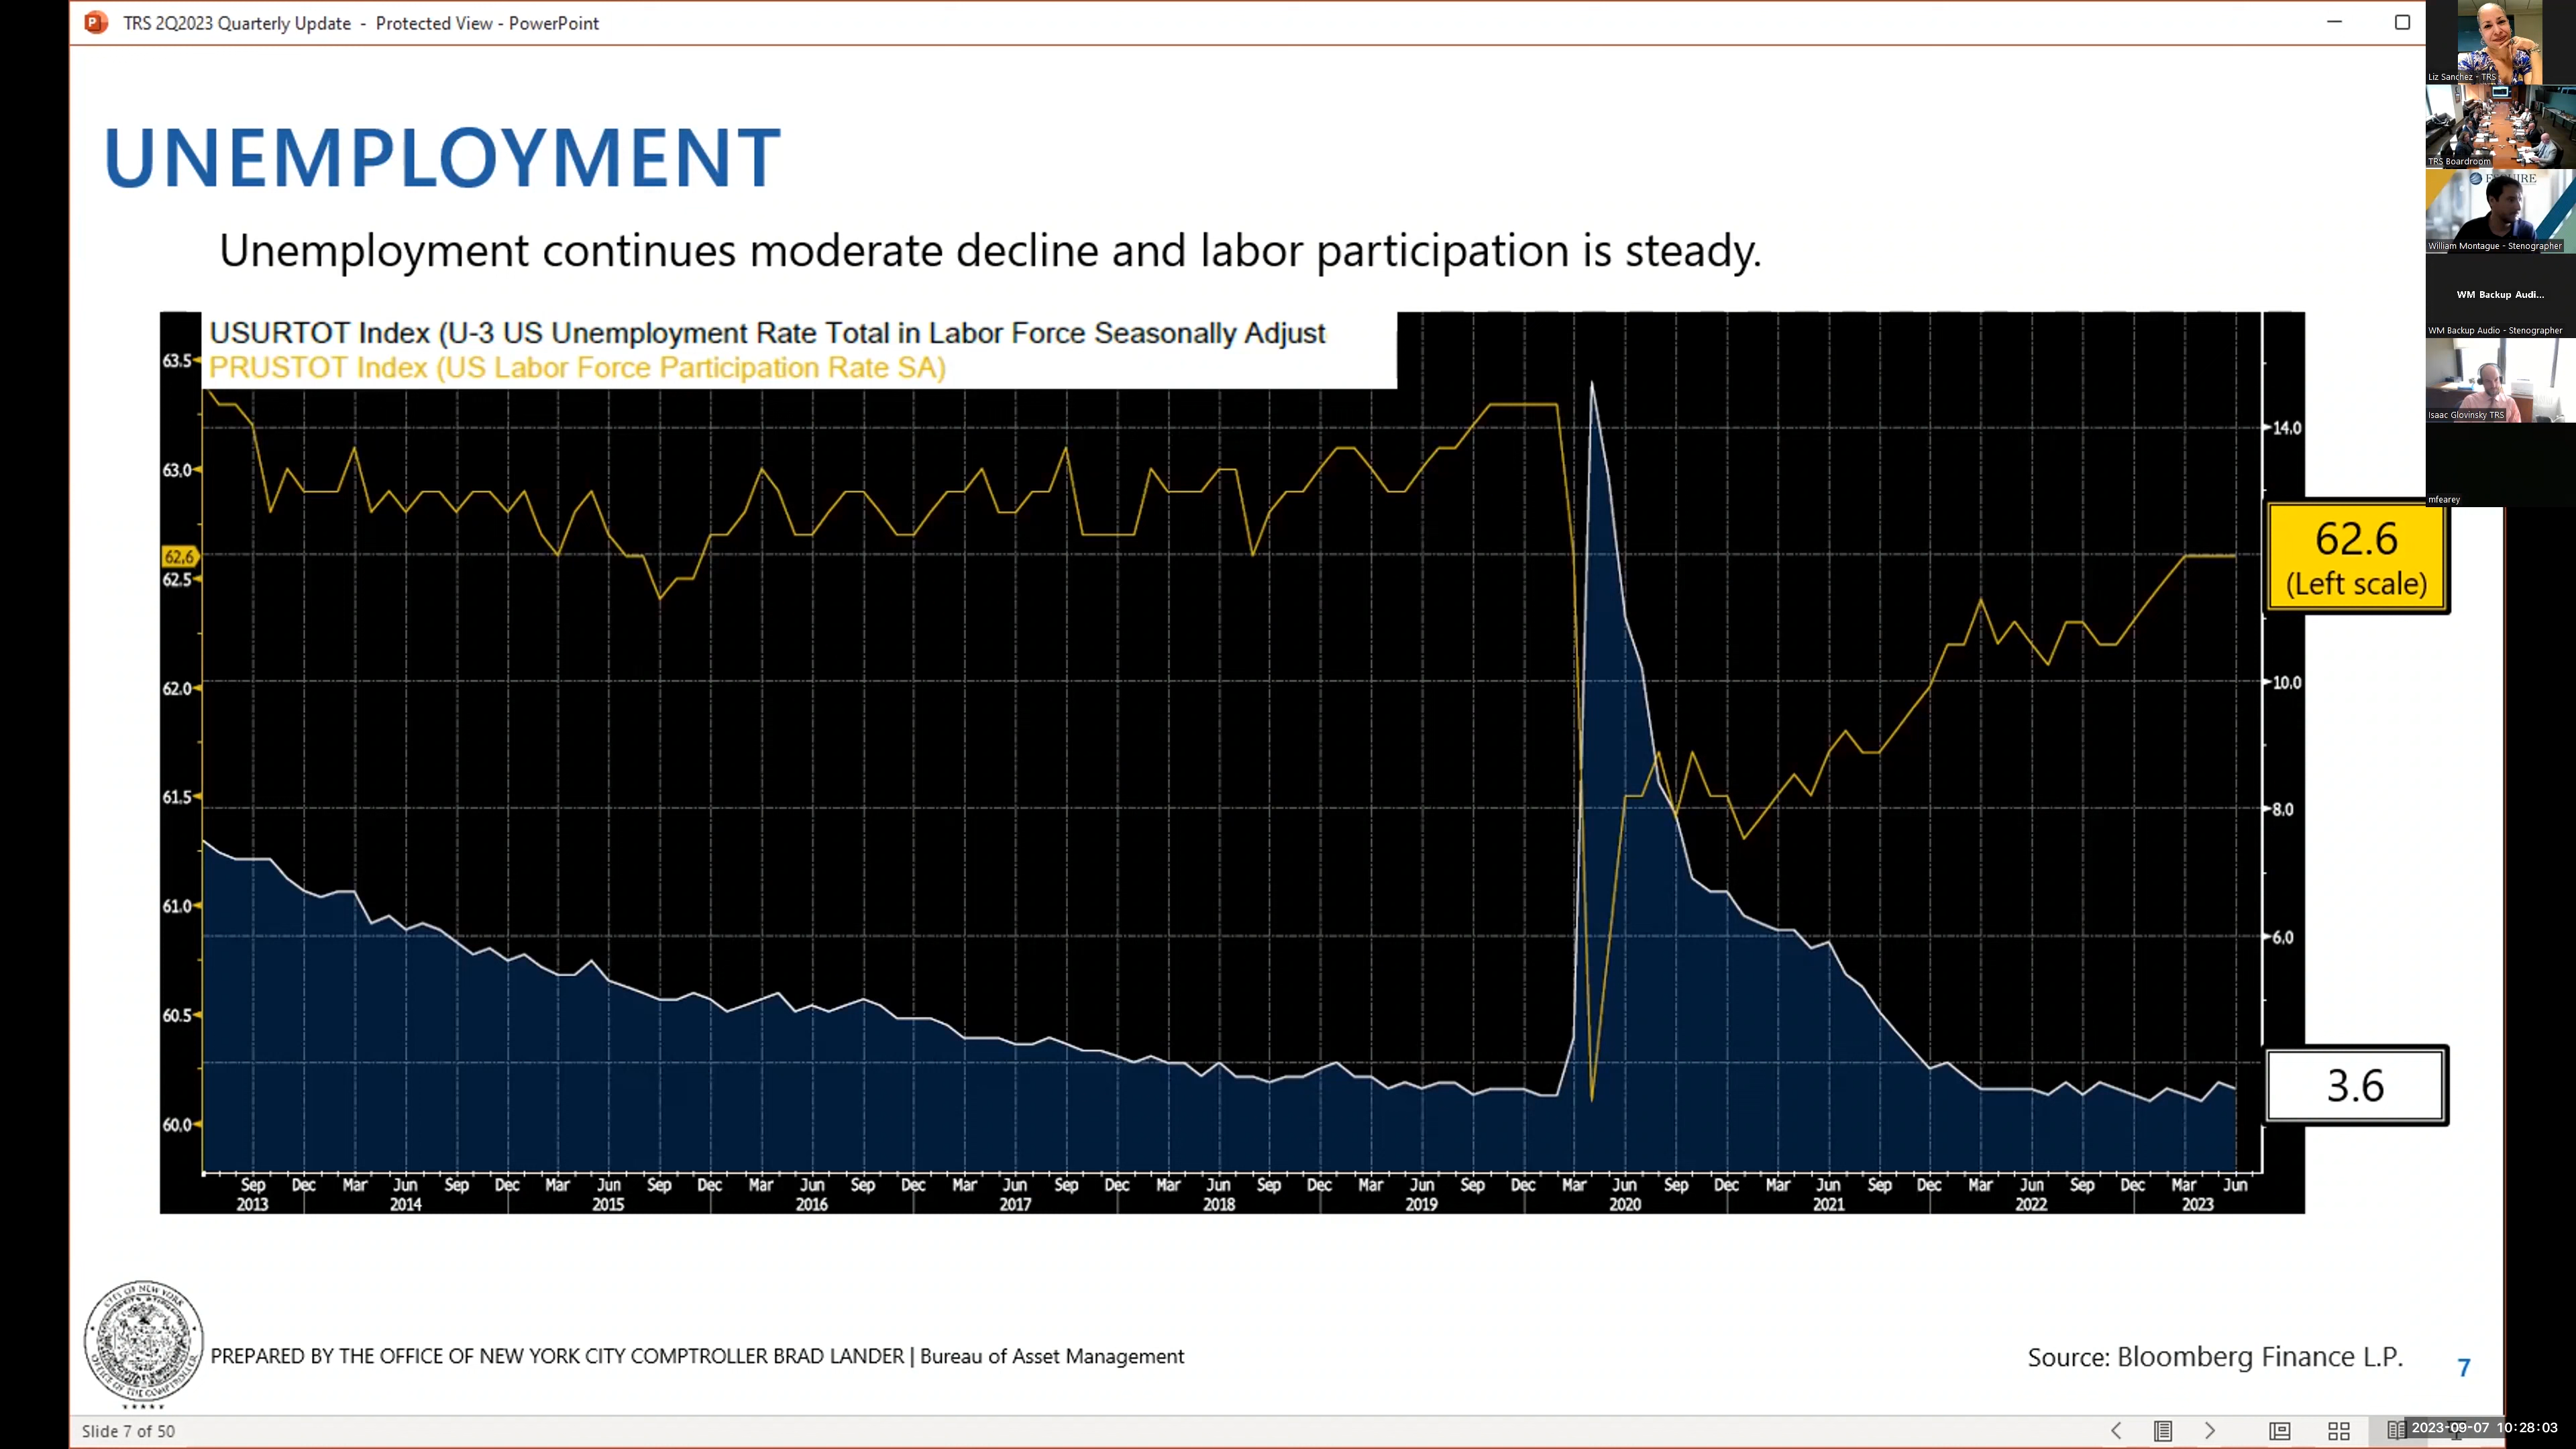 TRS 2Q2023 Quarterly Update - Protected View - PowerPoint
UNEMPLOYMENT
Unemployment continues moderate decline and labor participation is steady.
USURTOT Index (U-3 US Unemployment Rate Total in Labor Force Seasonally Adjust
PRUSTOT Index (US Labor Force Participation Rate SA)
63.5
63.0
62.6
62.5
62.0
61.5
61.0
60.5
60.0
14.0
10.0
8.0
6.0
62.6
(Left scale)
3.6
Sep Dec Mar Jun Sep Dec Mar Jun Sep Dec Mar Jun Sep Dec Mar Jun Sep Dec Mar Jun Sep Dec Mar Jun Sep Dec Mar Jun Sep Dec Mar Jun Sep Dec Mar Jun Sep Dec Mar Jun
2013 2014 2015 2016 2017 2018 2019 2020 2021 2022 2023
PREPARED BY THE OFFICE OF NEW YORK CITY COMPTROLLER BRAD LANDER | Bureau of Asset Management
Source: Bloomberg Finance L.P.
7
Slide 7 of 50
Liz Sanchez - TRS
TRS Boardroom
William Montague - Stenographer
WM Backup Audi...
WM Backup Audio - Stenographer
Isaac Glovinsky TRS
mfearey
2023-09-07 10:28:03